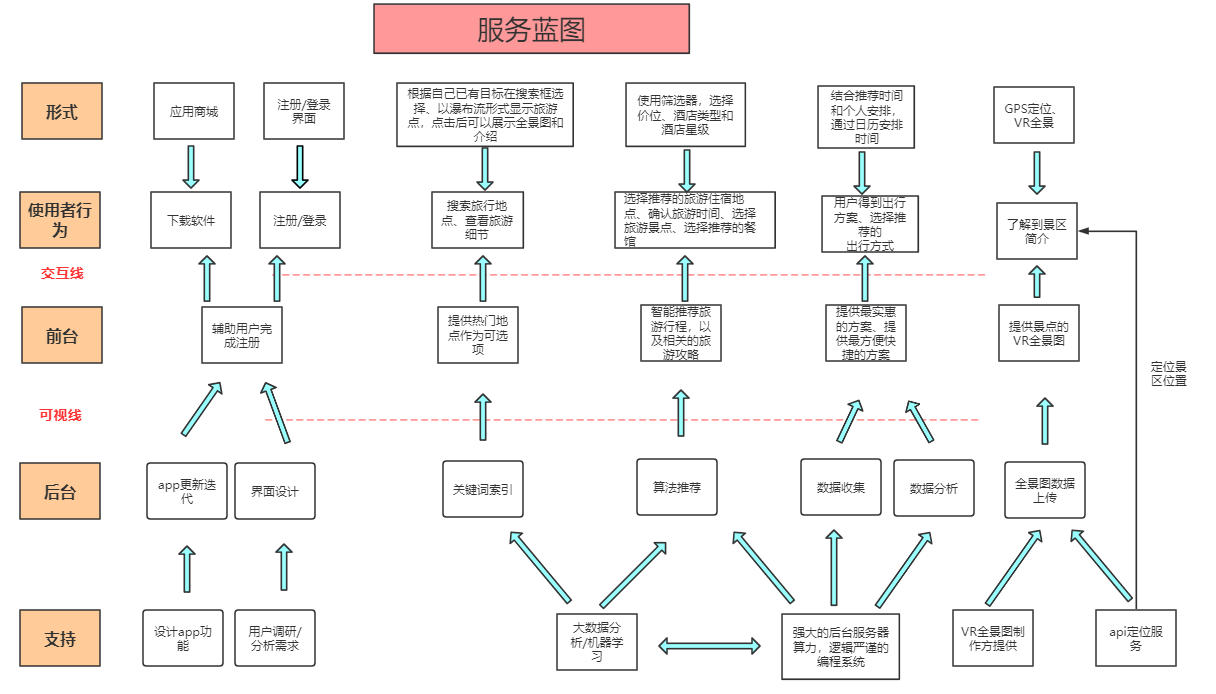 服务蓝图
形式
应用商城
注册/登录
界面
根据自己已有目标在搜索框选
择、以瀑布流形式显示旅游
点，点击后可以展示全景图和
介绍
使用筛选器，选择
价位、酒店类型和
酒店星级
结合推荐时间
和个人安排，
通过日历安排
时间
GPS定位、
VR全景
使用者行
为
下载软件
注册/登录
搜索旅行地
点、查看旅游
细节
选择推荐的旅游住宿地
点、确认旅游时间、选择
旅游景点、选择推荐的餐
馆
用户得到出行
方案、选择推
荐的
出行方式
了解到景区
简介
交互线
前台
辅助用户完
成注册
提供热门地
点作为可选
项
智能推荐旅
游行程，以
及相关的旅
游攻略
提供最实惠
的方案、提
供最方便快
捷的方案
提供景点的
VR全景图
定位景
区位置
可视线
后台
app更新迭
代
界面设计
关键词索引
算法推荐
数据收集
数据分析
全景图数据
上传
支持
设计app功
能
用户调研/
分析需求
大数据分
析/机器学
习
强大的后台服务器
算力，逻辑严谨的
编程系统
VR全景图制
作方提供
api定位服
务